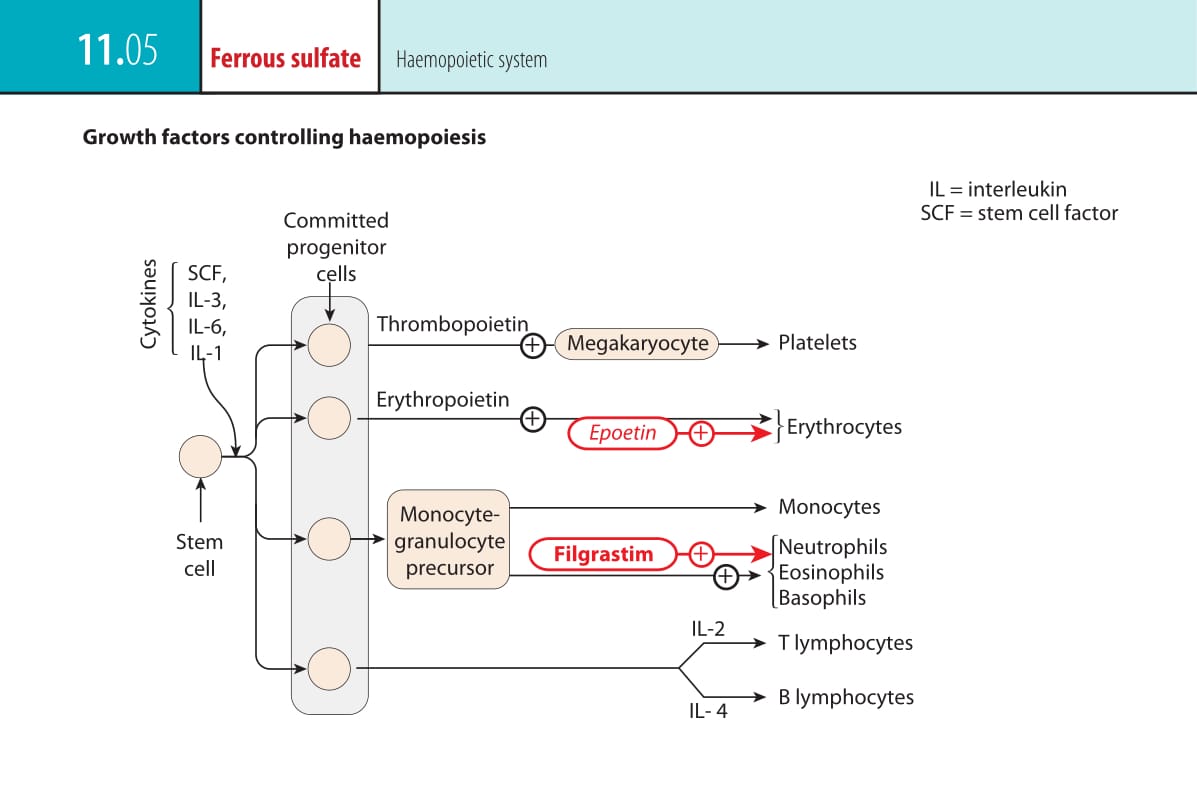 11.05
Ferrous sulfate
Haemopoietic system
Growth factors controlling haemopoiesis
IL = interleukin
SCF = stem cell factor
Committed
progenitor
cells
Cytokines
SCF,
IL-3,
IL-6,
IL-1
Thrombopoietin
Megakaryocyte
Platelets
Erythropoietin
Epoetin
Erythrocytes
Stem
cell
Monocyte-
granulocyte
precursor
Monocytes
Filgrastim
Neutrophils
Eosinophils
Basophils
IL-2
T lymphocytes
IL- 4
B lymphocytes